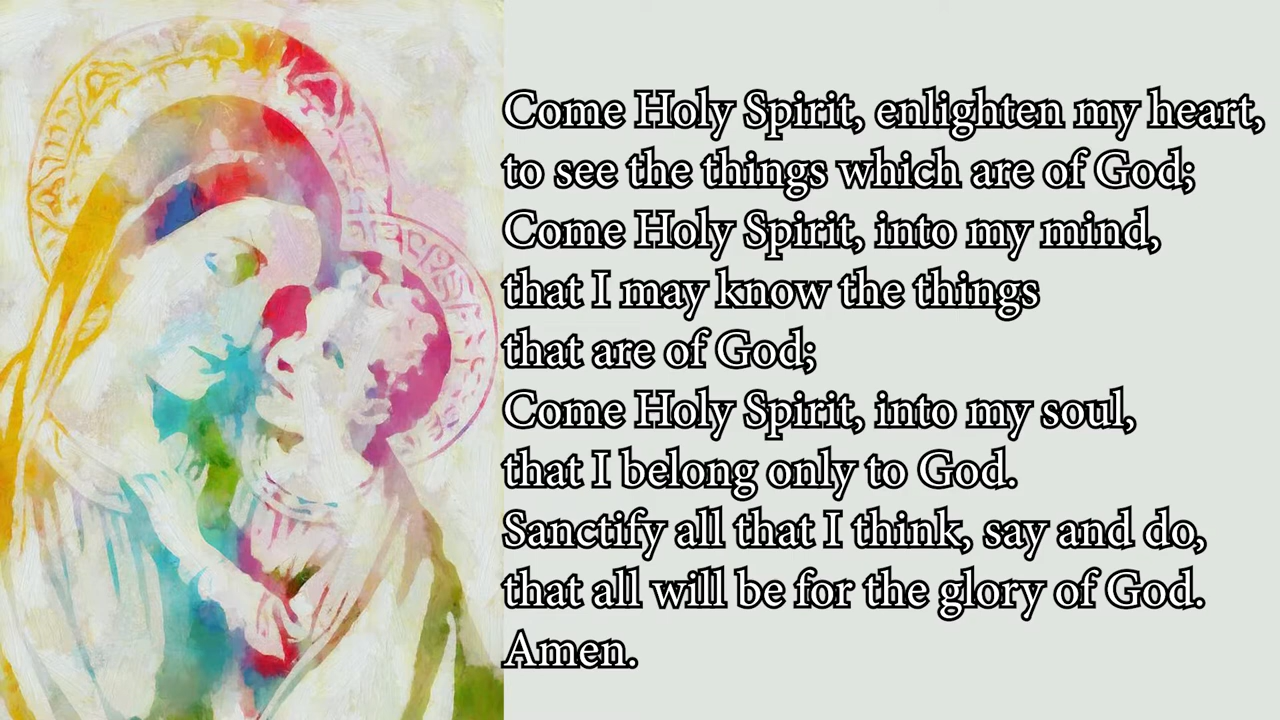 Come Holy Spirit, enlighten my heart,
to see the things which are of God;
Come Holy Spirit, into my mind,
that I may know the things
that are of God;
Come Holy Spirit, into my soul,
that I belong only to God.
Sanctify all that I think, say and do,
that all will be for the glory of God.
Amen.